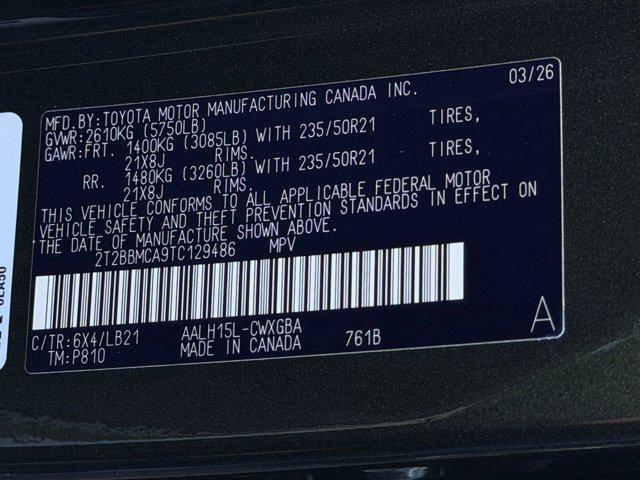 MFD.BY:TOYOTA MOTOR MANUFACTURING CANADA INC. 03/26
GVWR:2610KG (5750LB)
GAWR:FRT. 1400KG (3085LB) WITH 235/50R21 TIRES,
21X8J RIMS.
RR. 1480KG (3260LB) WITH 235/50R21 TIRES,
21X8J RIMS.
THIS VEHICLE CONFORMS TO ALL APPLICABLE FEDERAL MOTOR
VEHICLE SAFETY AND THEFT PREVENTION STANDARDS IN EFFECT ON
THE DATE OF MANUFACTURE SHOWN ABOVE.
2T2BBMCA9TC129486 MPV
C/TR:6X4/LB21 AALH15L-CWXGBA 761B A
TM:P810 MADE IN CANADA